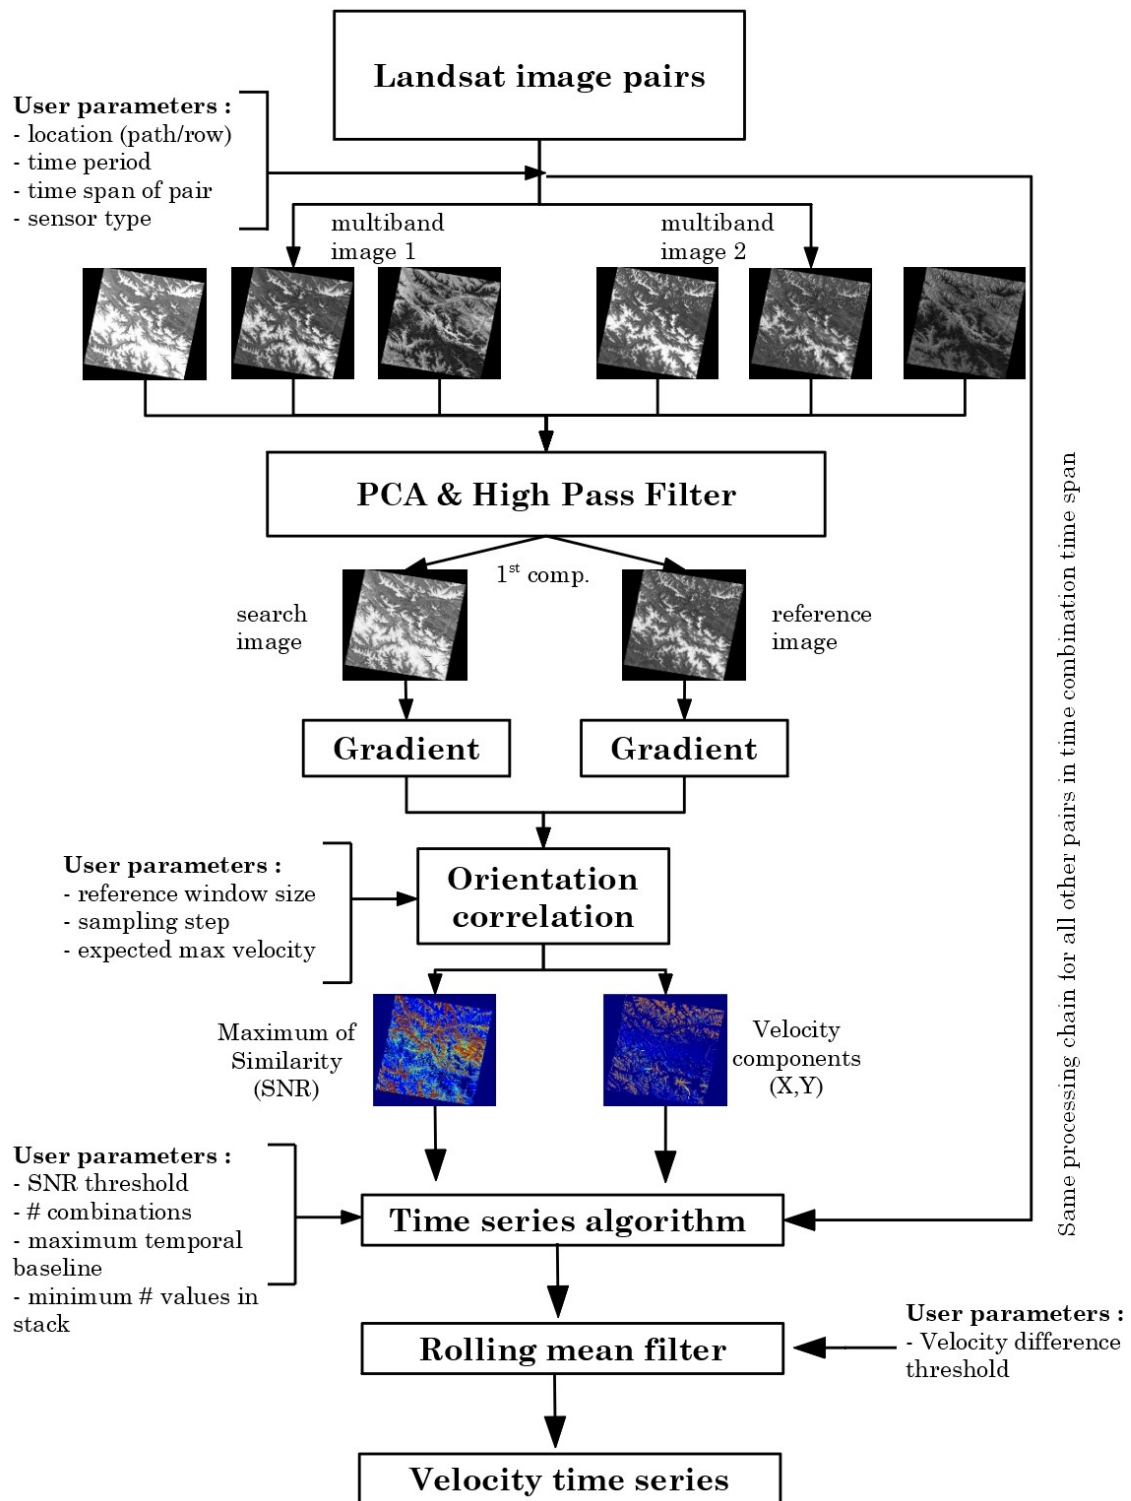 Landsat image pairs
User parameters :
- location (path/row)
- time period
- time span of pair
- sensor type
multiband
image 1
multiband
image 2
PCA & High Pass Filter
1st comp.
search
image
reference
image
Gradient
Gradient
User parameters :
- reference window size
- sampling step
- expected max velocity
Orientation
correlation
Maximum of
Similarity
(SNR)
Velocity
components
(X,Y)
Same processing chain for all other pairs in time combination time span
User parameters :
- SNR threshold
- # combinations
- maximum temporal
baseline
- minimum # values in
stack
Time series algorithm
Rolling mean filter
User parameters :
- Velocity difference
threshold
Velocity time series